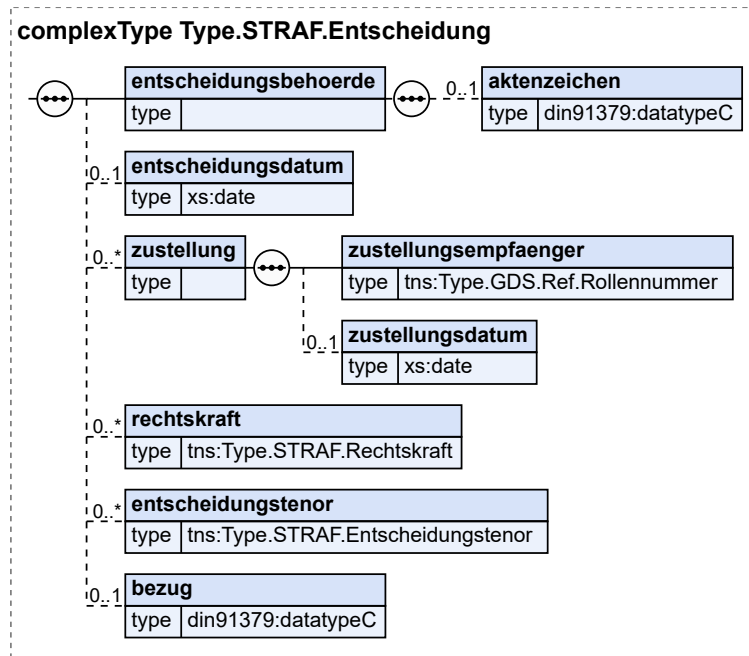 complexType Type.STRAF.Entscheidung
entscheidungsbehoerde
type
0..1
aktenzeichen
type din91379:datatypeC
0..1
entscheidungsdatum
type xs:date
0..*
zustellung
type
zustellungsempfaenger
type tns:Type.GDS.Ref.Rollennummer
0..1
zustellungsdatum
type xs:date
0..*
rechtskraft
type tns:Type.STRAF.Rechtskraft
0..*
entscheidungstenor
type tns:Type.STRAF.Entscheidungstenor
0..1
bezug
type din91379:datatypeC